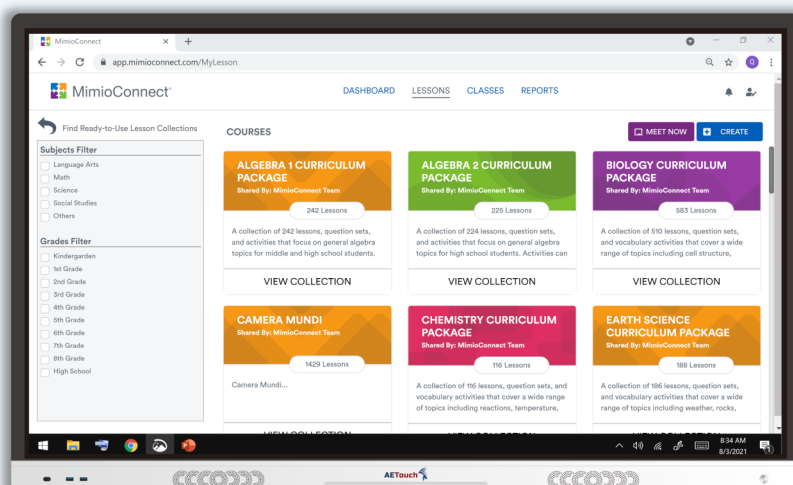 MimioConnect
app.mimioconnect.com/MyLesson
Q
MimioConnect
DASHBOARD LESSONS CLASSES REPORTS
Find Ready-to-Use Lesson Collections
Subjects Filter
Language Arts
Math
Science
Social Studies
Others
Grades Filter
Kindergarden
1st Grade
2nd Grade
3rd Grade
4th Grade
5th Grade
6th Grade
7th Grade
8th Grade
High School
COURSES
MEET NOW
CREATE
ALGEBRA 1 CURRICULUM
PACKAGE
Shared By: MimioConnect Team
242 Lessons
A collection of 242 lessons, question sets,
and activities that focus on general algebra
topics for middle and high school students.
VIEW COLLECTION
ALGEBRA 2 CURRICULUM
PACKAGE
Shared By: MimioConnect Team
225 Lessons
A collection of 224 lessons, question sets,
and activities that focus on general algebra
topics for high school students. Activities can
VIEW COLLECTION
BIOLOGY CURRICULUM
PACKAGE
Shared By: MimioConnect Team
583 Lessons
A collection of 510 lessons, question sets,
and vocabulary activities that cover a wide
range of topics including cell structure,
VIEW COLLECTION
CAMERA MUNDI
Shared By: MimioConnect Team
1429 Lessons
Camera Mundi...
VIEW COLLECTION
CHEMISTRY CURRICULUM
PACKAGE
Shared By: MimioConnect Team
116 Lessons
A collection of 116 lessons, question sets, and
vocabulary activities that cover a wide range
of topics including reactions, temperature,
VIEW COLLECTION
EARTH SCIENCE
CURRICULUM PACKAGE
Shared By: MimioConnect Team
188 Lessons
A collection of 186 lessons, question sets,
and vocabulary activities that cover a wide
range of topics including weather, rocks,
VIEW COLLECTION
8:34 AM
8/3/2021
AETouch